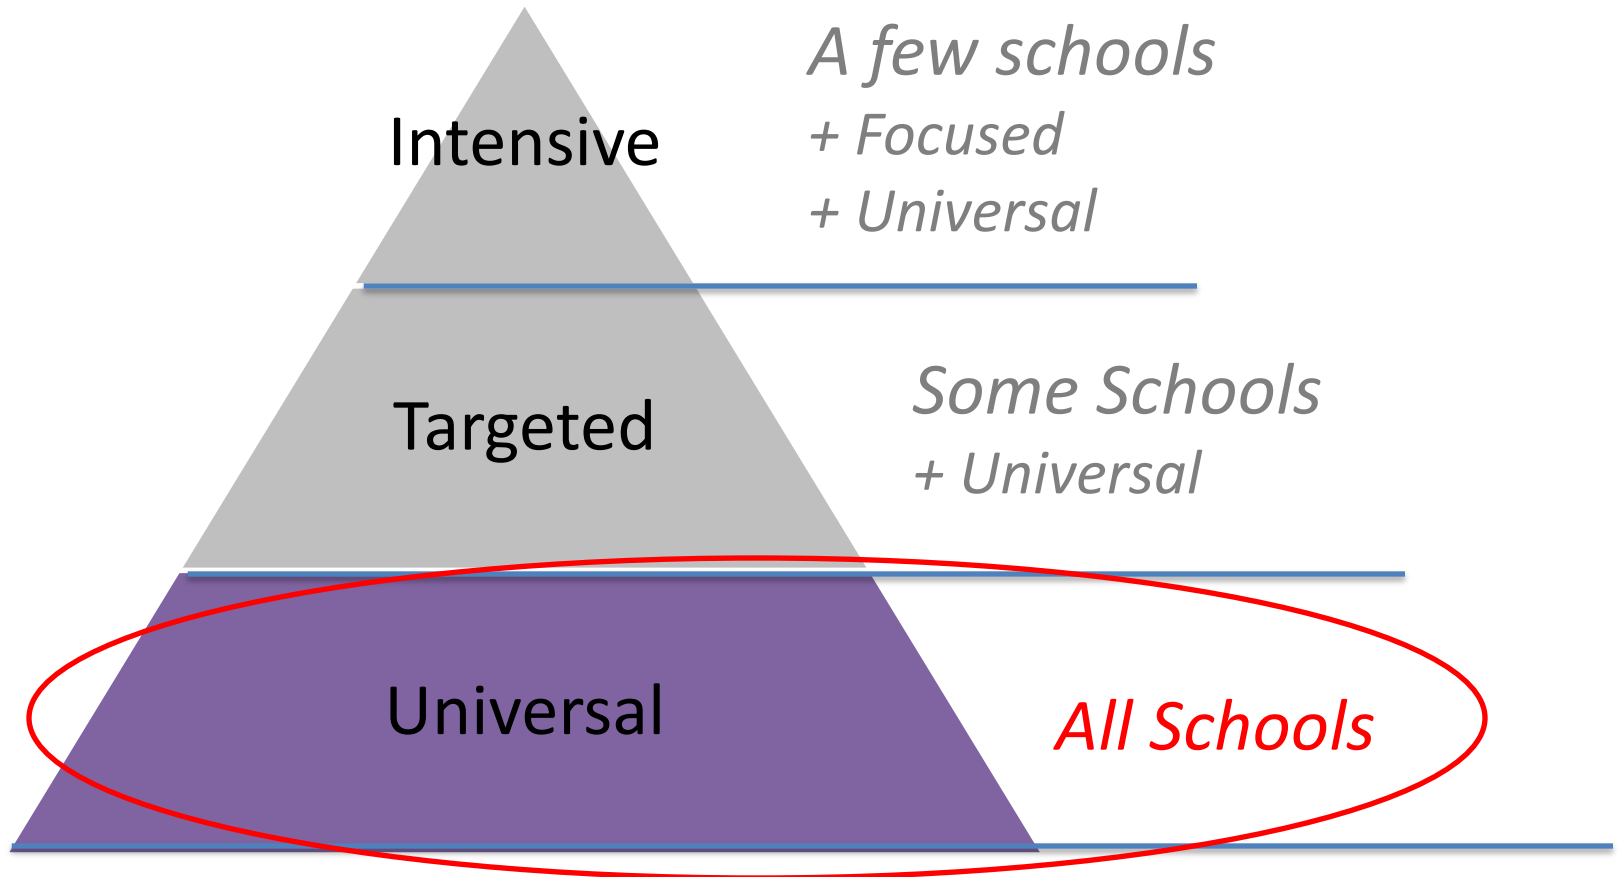 Intensive
A few schools
+ Focused
+ Universal
Targeted
Some Schools
+ Universal
Universal
All Schools